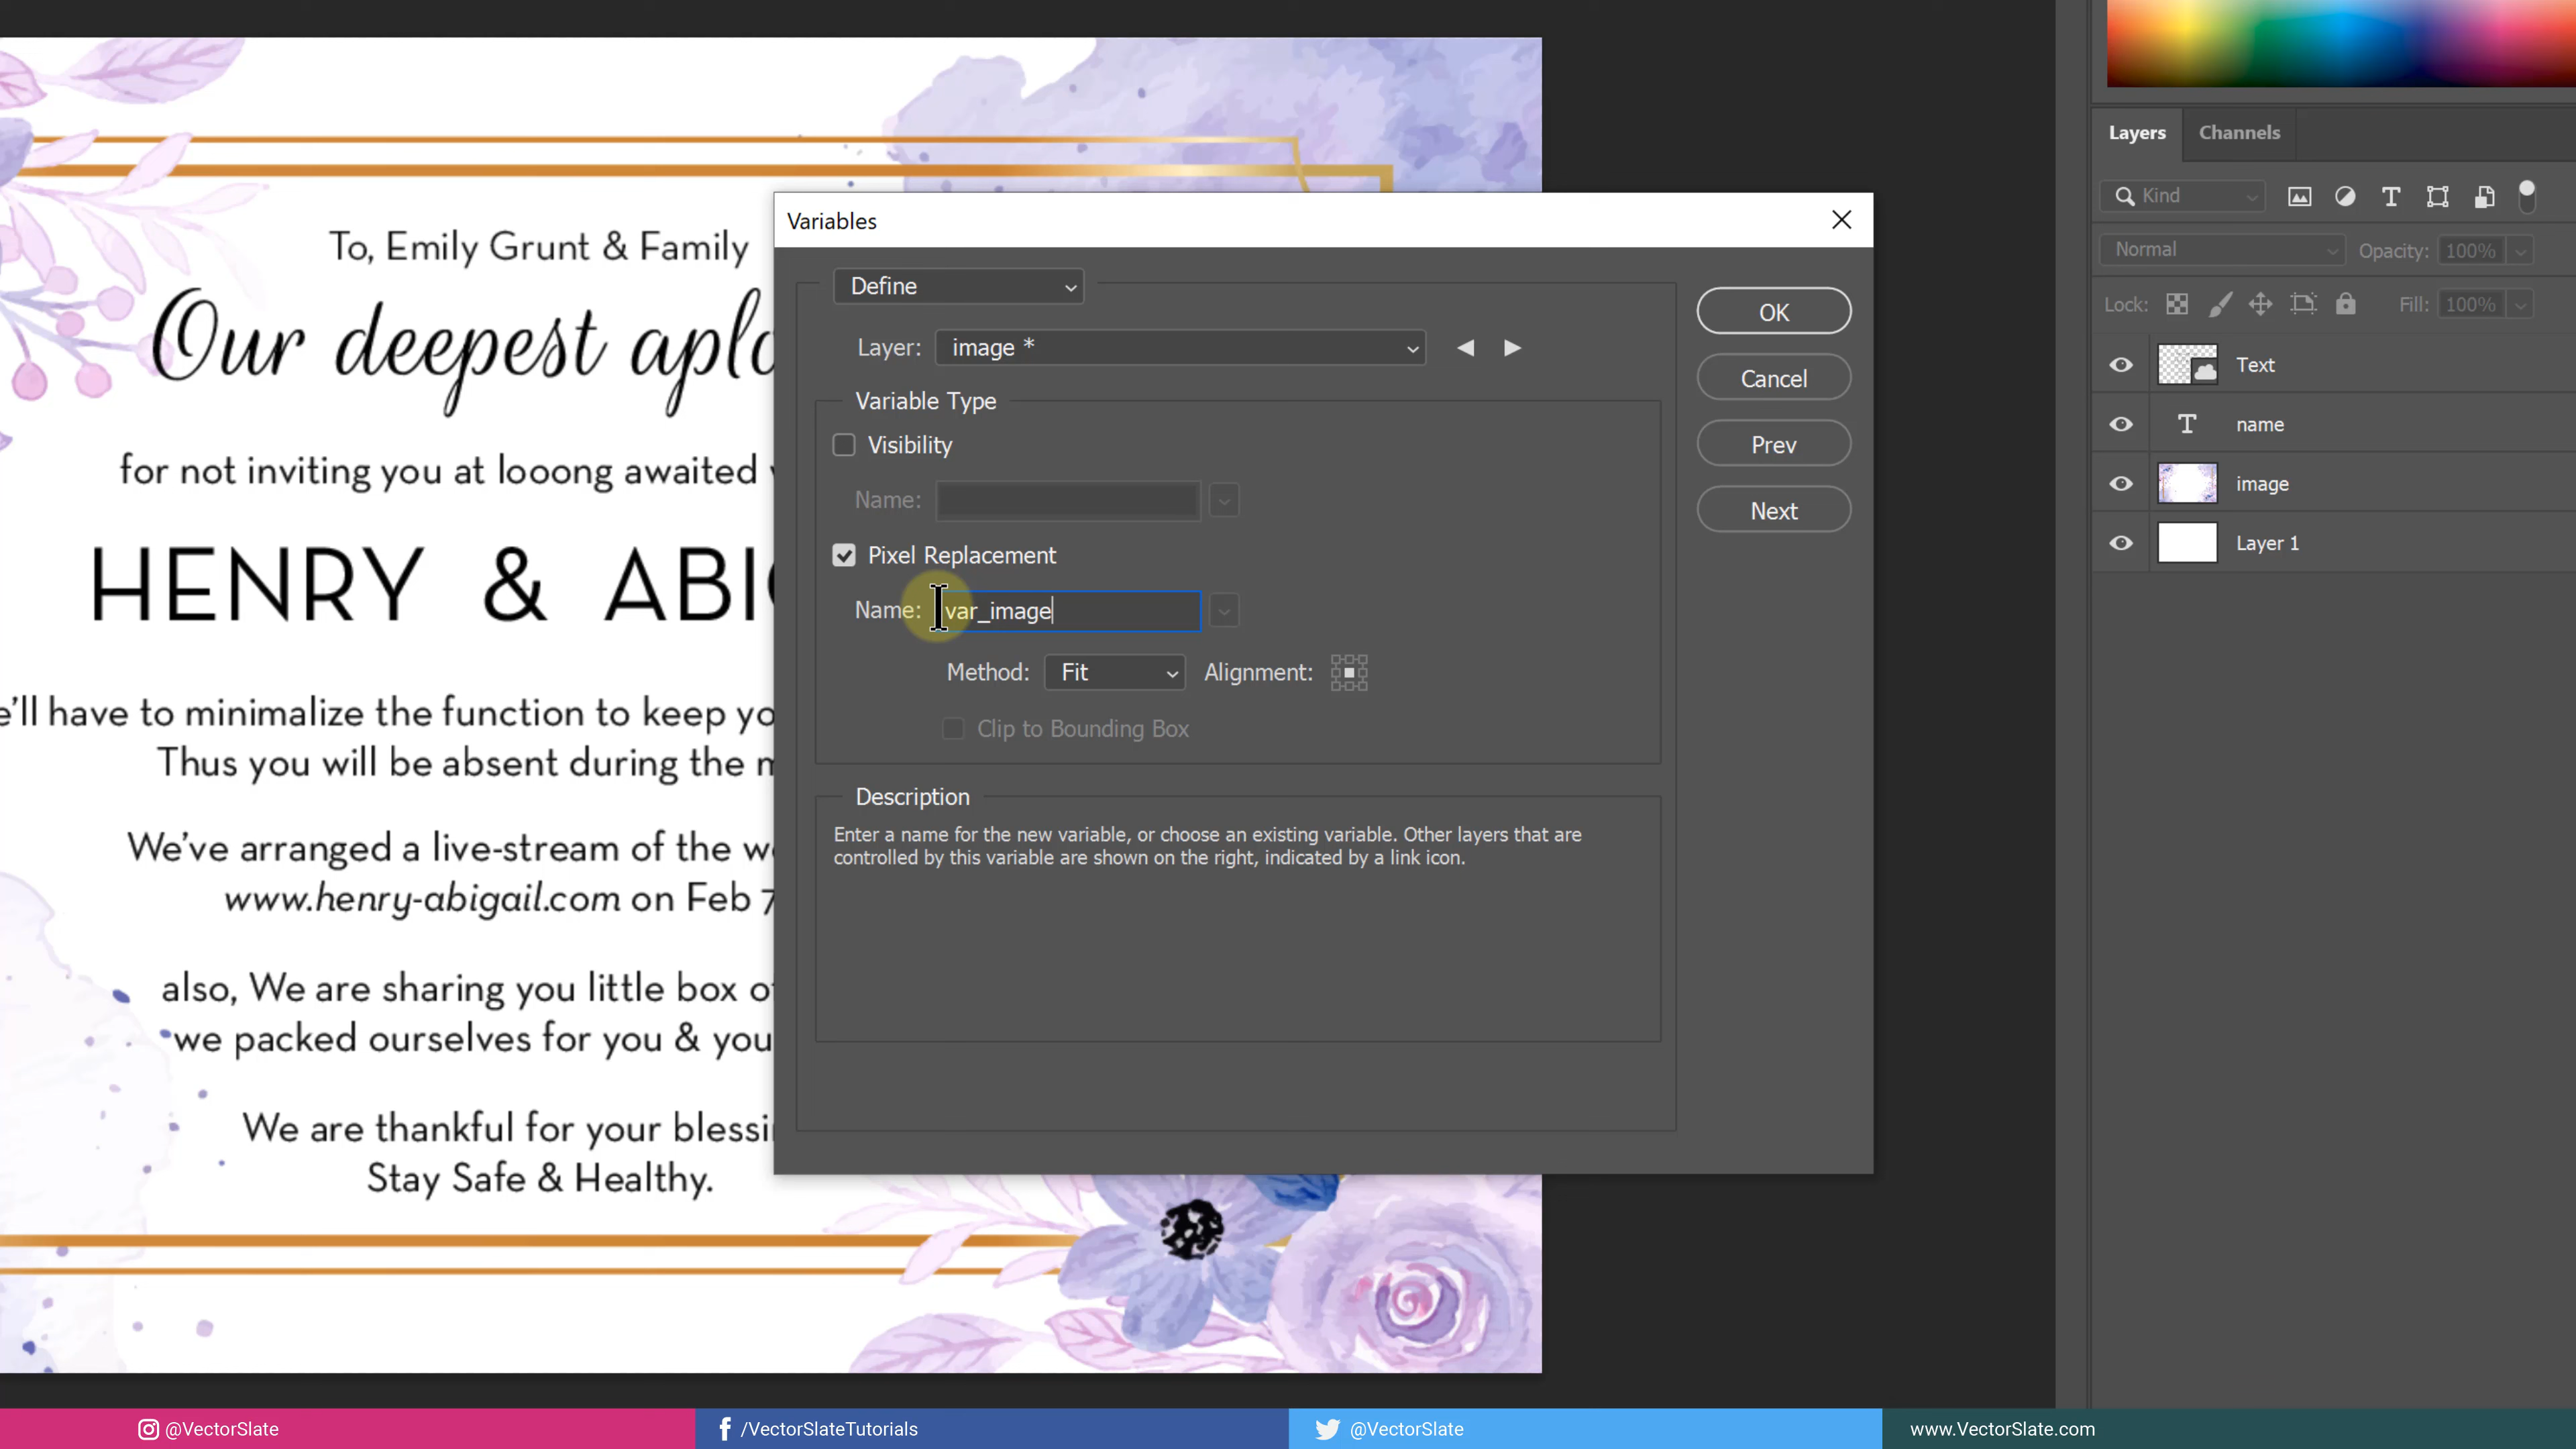 To, Emily Grunt & Family
Our deepest aplo
for not inviting you at looong awaited
HENRY & ABI
e'll have to minimalize the function to keep yo
Thus you will be absent during the
We've arranged a live-stream of the w
www.henry-abigail.com on Feb 7
also, We are sharing you little box o
we packed ourselves for you & you
We are thankful for your blessi
Stay Safe & Healthy.
Variables
Define
Layer: image *
Variable Type
Visibility
Name:
Pixel Replacement
Name: var_image
Method: Fit Alignment:
Clip to Bounding Box
Description
Enter a name for the new variable, or choose an existing variable. Other layers that are
controlled by this variable are shown on the right, indicated by a link icon.
OK
Cancel
Prev
Next
Layers Channels
Kind
Normal Opacity: 100%
Lock: Fill: 100%
Text
name
image
Layer 1
@VectorSlate /VectorSlateTutorials @VectorSlate www.VectorSlate.com